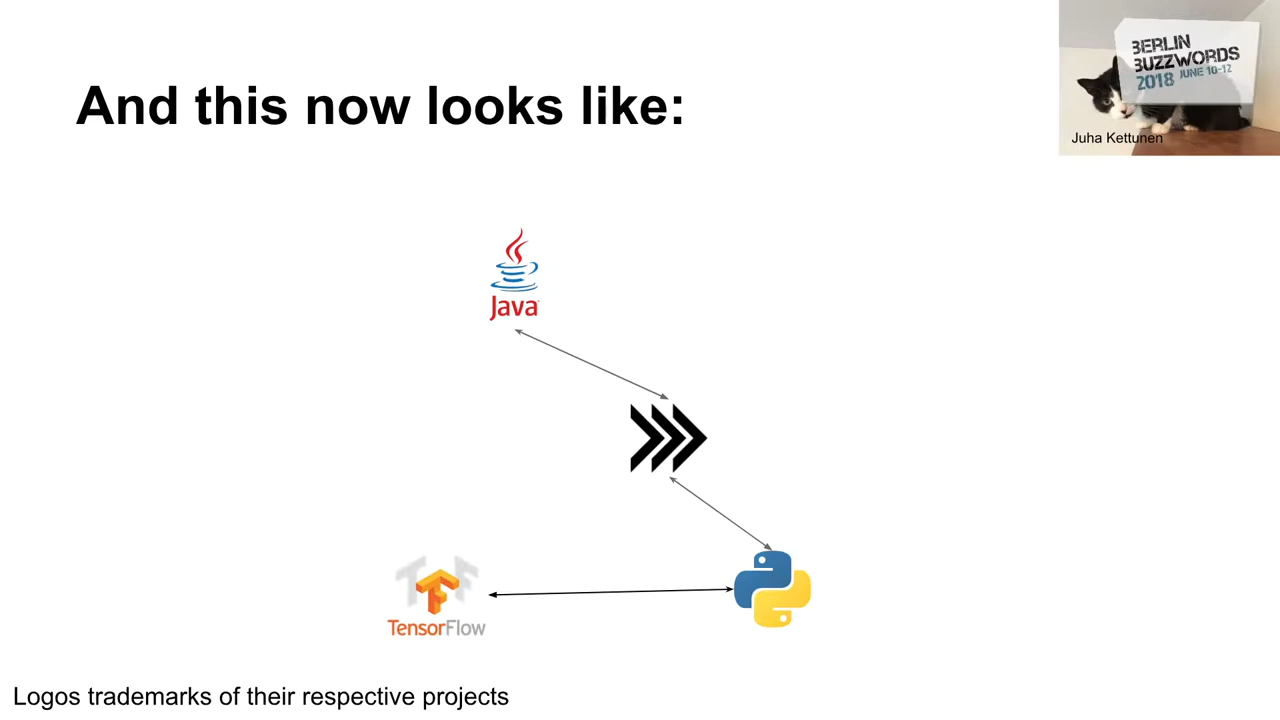 And this now looks like:
BERLIN
BUZZWORDS
2018 JUNE 10-12
Juha Kettunen
Java
TensorFlow
Logos trademarks of their respective projects